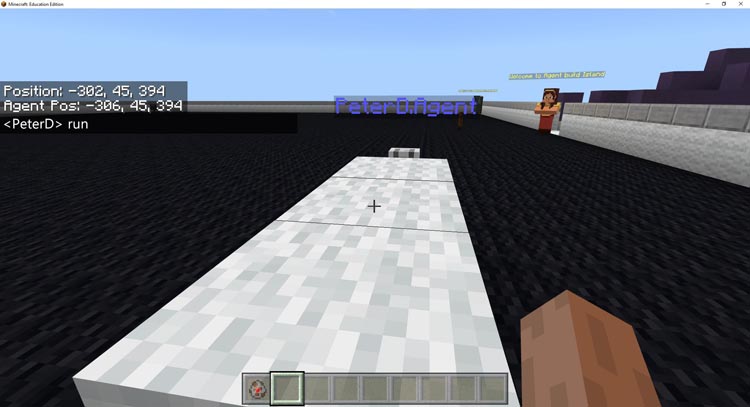 Minecraft: Education Edition
Position: -302, 45, 394
Agent Pos: -306, 45, 394
<PeterD> run
PeterD.Agent
Welcome to Agent Build Island